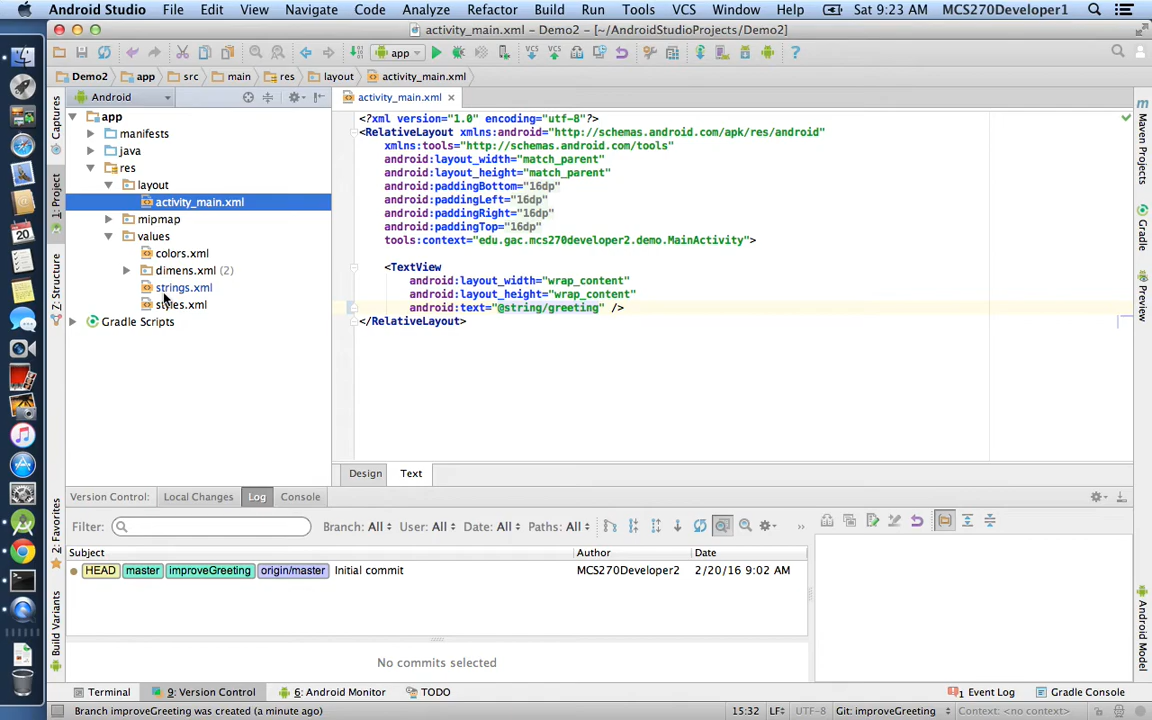 Android Studio File Edit View Navigate Code Analyze Refactor Build Run Tools VCS Window Help Sat 9:23 AM MCS270Developer1
activity_main.xml - Demo2 - [~/AndroidStudioProjects/Demo2]
app
Demo2 app src main res layout activity_main.xml
Android
activity_main.xml
app
manifests
java
res
layout
activity_main.xml
mipmap
values
colors.xml
dimens.xml (2)
strings.xml
styles.xml
Gradle Scripts
<?xml version="1.0" encoding="utf-8"?>
<RelativeLayout xmlns:android="http://schemas.android.com/apk/res/android"
xmlns:tools="http://schemas.android.com/tools"
android:layout_width="match_parent"
android:layout_height="match_parent"
android:paddingBottom="16dp"
android:paddingLeft="16dp"
android:paddingRight="16dp"
android:paddingTop="16dp"
tools:context="edu.gac.mcs270developer2.demo.MainActivity">
<TextView
android:layout_width="wrap_content"
android:layout_height="wrap_content"
android:text="@string/greeting" />
</RelativeLayout>
Design Text
Captures
1: Project
7: Structure
2: Favorites
Build Variants
Maven Projects
Gradle
Preview
Android Model
Version Control: Local Changes Log Console
Filter: Branch: All User: All Date: All Paths: All
Subject Author Date
HEAD master improveGreeting origin/master Initial commit MCS270Developer2 2/20/16 9:02 AM
No commits selected
Terminal 9: Version Control 6: Android Monitor TODO 1 Event Log Gradle Console
Branch improveGreeting was created (a minute ago) 15:32 LF UTF-8 Git: improveGreeting Context: <no context>